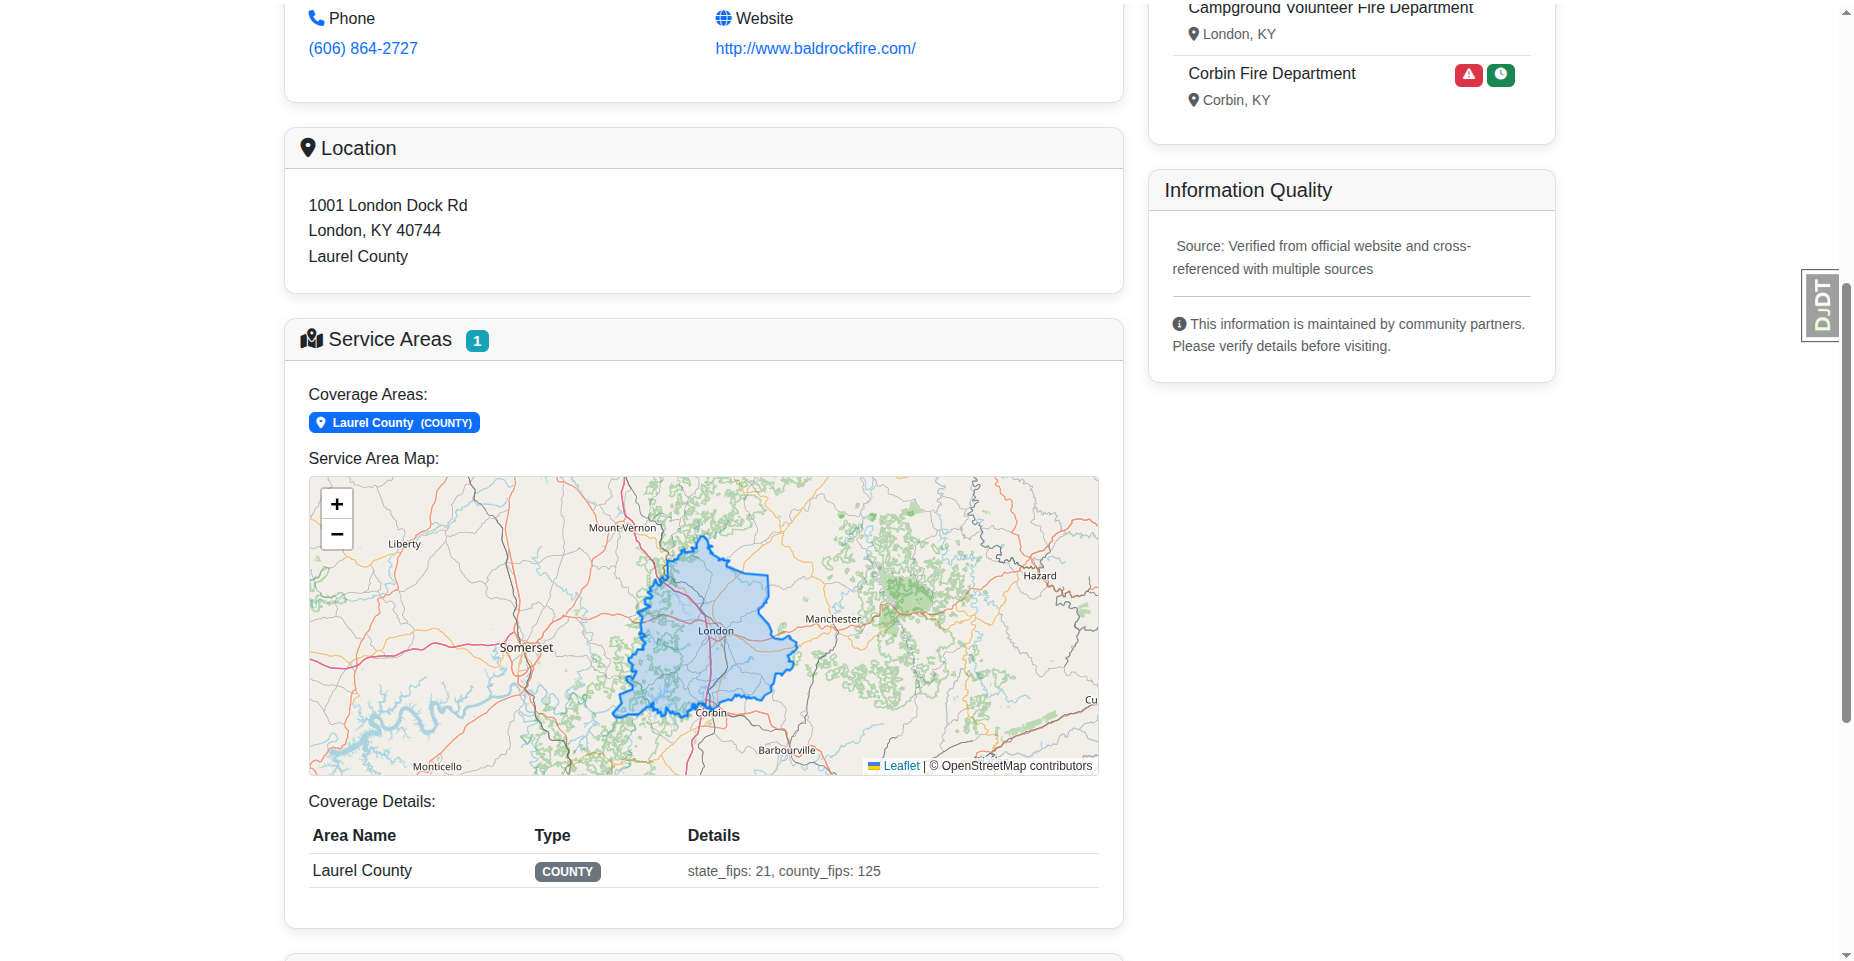 Phone
(606) 864-2727
Website
http://www.baldrockfire.com/
Location
1001 London Dock Rd
London, KY 40744
Laurel County
Service Areas 1
Coverage Areas:
Laurel County (COUNTY)
Service Area Map:
+
−
Mount Vernon
Liberty
Hazard
Manchester
London
Somerset
Corbin
Cu
Barbourville
Monticello
Leaflet | © OpenStreetMap contributors
Coverage Details:
Area Name Type Details
Laurel County COUNTY state_fips: 21, county_fips: 125
Campground Volunteer Fire Department
London, KY
Corbin Fire Department
Corbin, KY
Information Quality
Source: Verified from official website and cross-
referenced with multiple sources
This information is maintained by community partners.
Please verify details before visiting.
DJDT